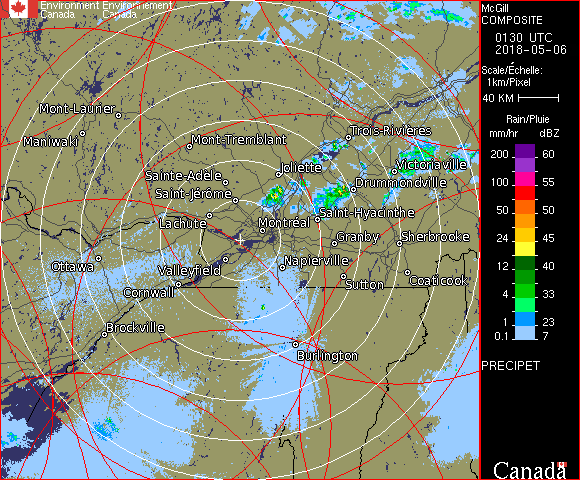 Environment Environnement
Canada Canada
McGill
COMPOSITE
0130 UTC
2018-05-06
Scale/Échelle:
1km/Pixel
40 KM
Rain/Pluie
mm/hr dBZ
200 60
100 55
50 50
24 45
12 40
4 33
1 23
0.1 7
PRECIPET
Canada
Mont-Laurier
Maniwaki
Mont-Tremblant
Trois-Rivières
Sainte-Adèle
Joliette
Victoriaville
Saint-Jérôme
Drummondville
Lachute
Montréal
Saint-Hyacinthe
Granby
Sherbrooke
Ottawa
Valleyfield
Napierville
Cornwall
Sutton
Coaticook
Brockville
Burlington